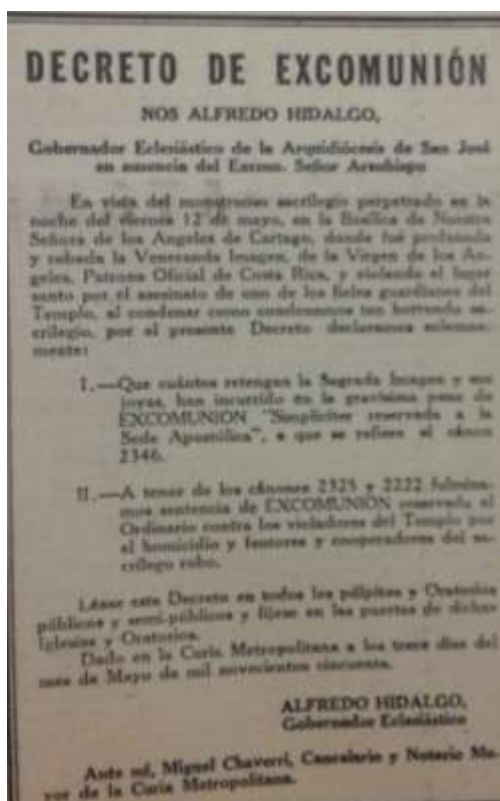 DECRETO DE EXCOMUNIÓN
NOS ALFREDO HIDALGO,
Gobernador Eclesiástico de la Arquidiócesis de San José
en ausencia del Excmo. Señor Arzobispo
En vista del monstruoso sacrilegio perpetrado en la
noche del viernes 12 de mayo, en la Basílica de Nuestra
Señora de los Angeles de Cartago, donde fué profanada
y robada la Veneranda Imagen, de la Virgen de los An-
geles, Patrona Oficial de Costa Rica, y violando el lugar
santo por el asesinato de uno de los fieles guardianes del
Templo, al condenar como condenamos tan horrendo sa-
crilegio, por el presente Decreto declaramos solemne-
mente:
I.—Que cuántos retengan la Sagrada Imagen y sus
joyas, han incurrido en la gravísima pena de
EXCOMUNION "Simpliciter reservada a la
Sede Apostólica", a que se refiere el cánon
2346.
II.—A tenor de los cánones 2325 y 2222 fulmina-
mos sentencia de EXCOMUNION reservada al
Ordinario contra los violadores del Templo por
el homicidio y fautores y cooperadores del sa-
crílego robo.
Léase este Decreto en todos los púlpitos y Oratorios
públicos y semi-públicos y fíjese en las puertas de dichas
Iglesias y Oratorios.
Dado en la Curia Metropolitana a los trece días del
mes de Mayo de mil novecientos cincuenta.
ALFREDO HIDALGO,
Gobernador Eclesiástico
Ante mí, Miguel Chaverri, Cancelario y Notario Ma-
yor de la Curia Metropolitana.